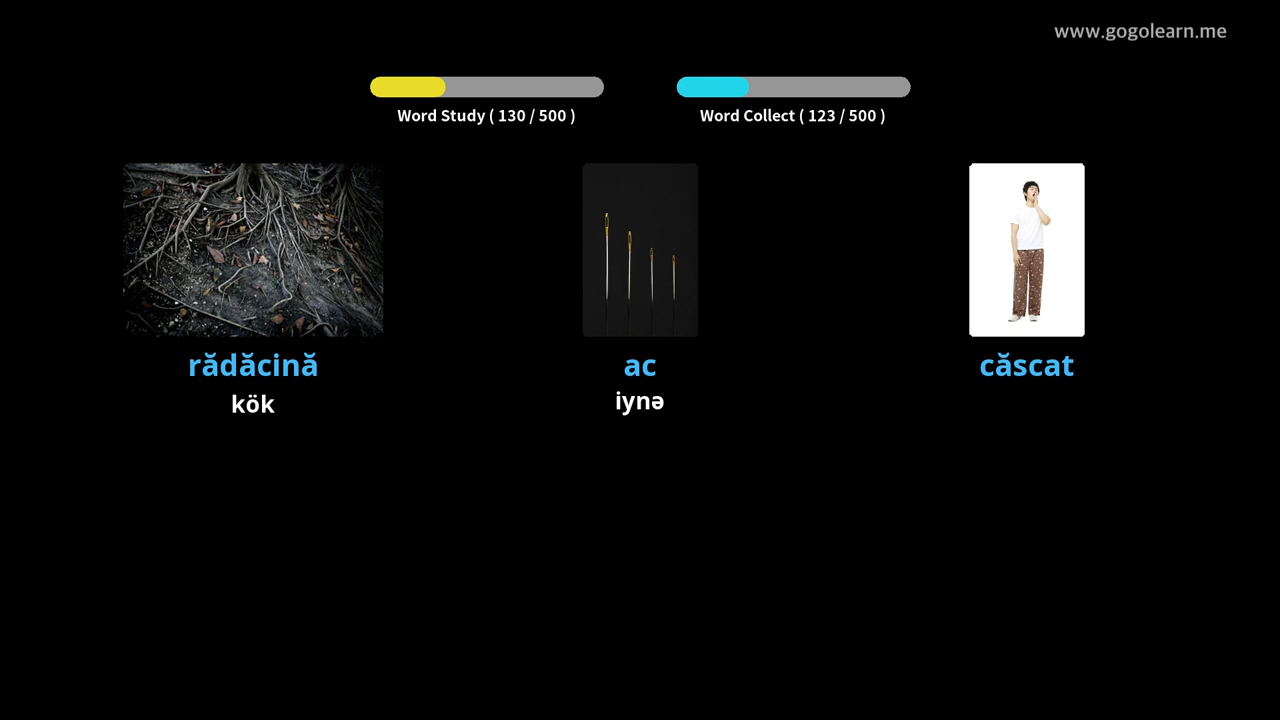 www.gogolearn.me
Word Study ( 130 / 500 )
Word Collect ( 123 / 500 )
rădăcină
kök
ac
iynə
căscat